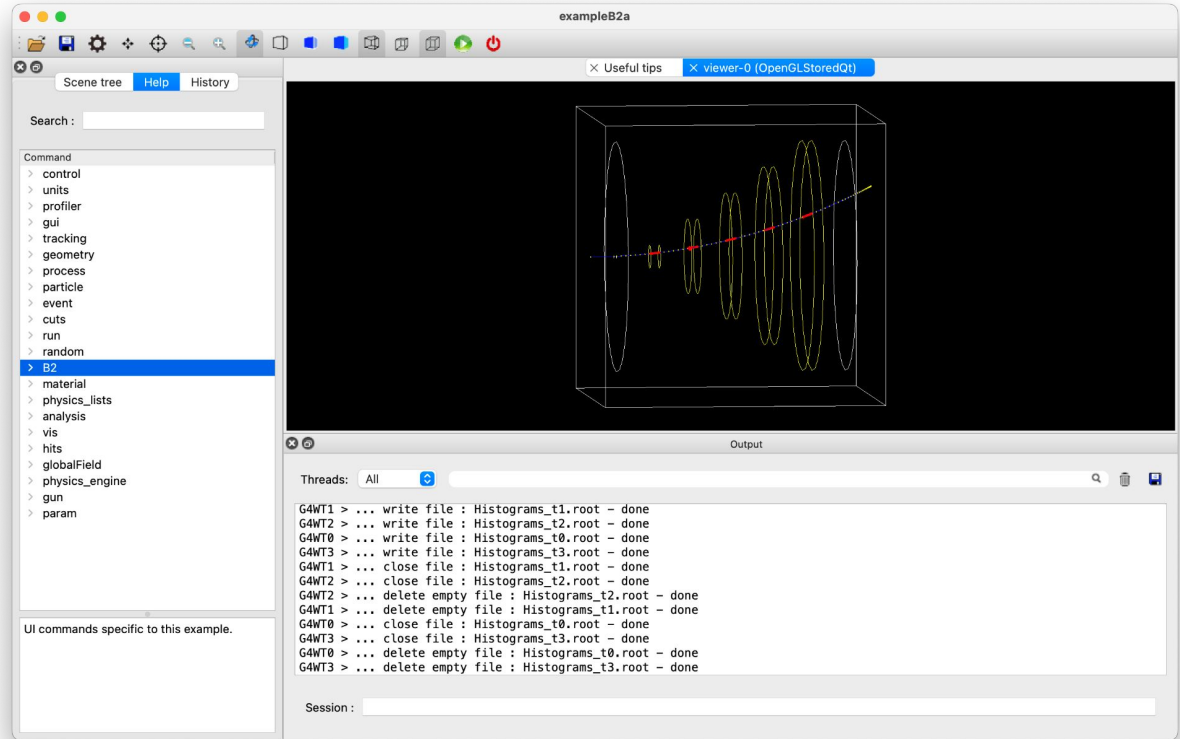 exampleB2a
Scene tree
Help
History
Search :
Command
control
units
profiler
gui
tracking
geometry
process
particle
event
cuts
run
random
B2
material
physics_lists
analysis
vis
hits
globalField
physics_engine
gun
param
UI commands specific to this example.
Useful tips
viewer-0 (OpenGLStoredQt)
Output
Threads: All
G4WT1 > ... write file : Histograms_t1.root – done
G4WT2 > ... write file : Histograms_t2.root – done
G4WT0 > ... write file : Histograms_t0.root – done
G4WT3 > ... write file : Histograms_t3.root – done
G4WT1 > ... close file : Histograms_t1.root – done
G4WT2 > ... close file : Histograms_t2.root – done
G4WT2 > ... delete empty file : Histograms_t2.root – done
G4WT1 > ... delete empty file : Histograms_t1.root – done
G4WT0 > ... close file : Histograms_t0.root – done
G4WT3 > ... close file : Histograms_t3.root – done
G4WT0 > ... delete empty file : Histograms_t0.root – done
G4WT3 > ... delete empty file : Histograms_t3.root – done
Session :